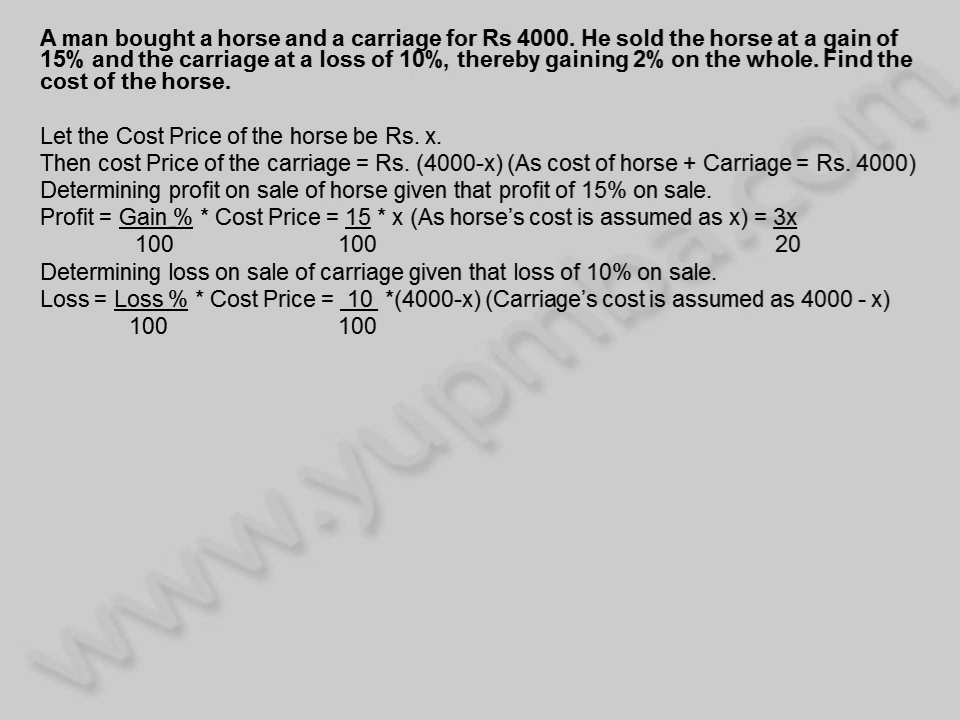 A man bought a horse and a carriage for Rs 4000. He sold the horse at a gain of
15% and the carriage at a loss of 10%, thereby gaining 2% on the whole. Find the
cost of the horse.
Let the Cost Price of the horse be Rs. x.
Then cost Price of the carriage = Rs. (4000-x) (As cost of horse + Carriage = Rs. 4000)
Determining profit on sale of horse given that profit of 15% on sale.
Profit = Gain % * Cost Price = 15 * x (As horse’s cost is assumed as x) = 3x
100 100 20
Determining loss on sale of carriage given that loss of 10% on sale.
Loss = Loss % * Cost Price = 10 *(4000-x) (Carriage’s cost is assumed as 4000 - x)
100 100
www.yupmba.com